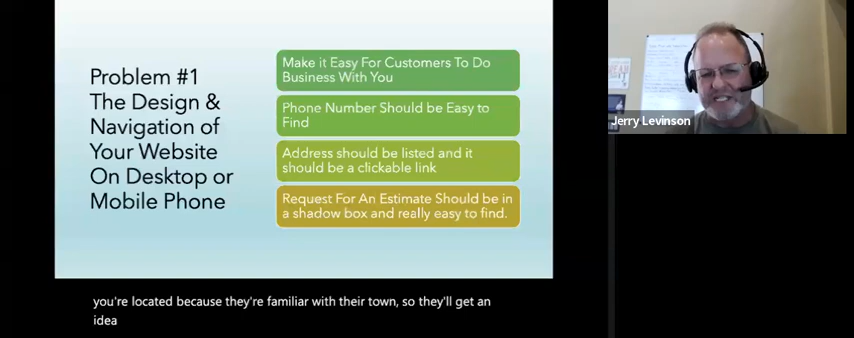 Problem #1
The Design &
Navigation of
Your Website
On Desktop or
Mobile Phone
Make it Easy For Customers To Do
Business With You
Phone Number Should be Easy to
Find
Address should be listed and it
should be a clickable link
Request For An Estimate Should be in
a shadow box and really easy to find.
Jerry Levinson
you're located because they're familiar with their town, so they'll get an
idea